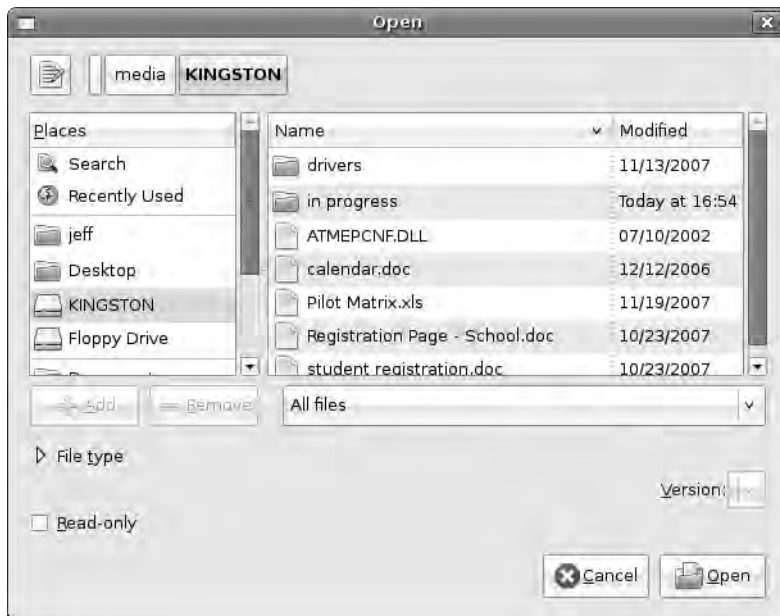 Open
media KINGSTON
Places
Search
Recently Used
jeff
Desktop
KINGSTON
Floppy Drive
Name Modified
drivers 11/13/2007
in progress Today at 16:54
ATMEPCNF.DLL 07/10/2002
calendar.doc 12/12/2006
Pilot Matrix.xls 11/19/2007
Registration Page - School.doc 10/23/2007
student registration.doc 10/23/2007
Add Remove All files
File type
Version:
Read-only
Cancel Open